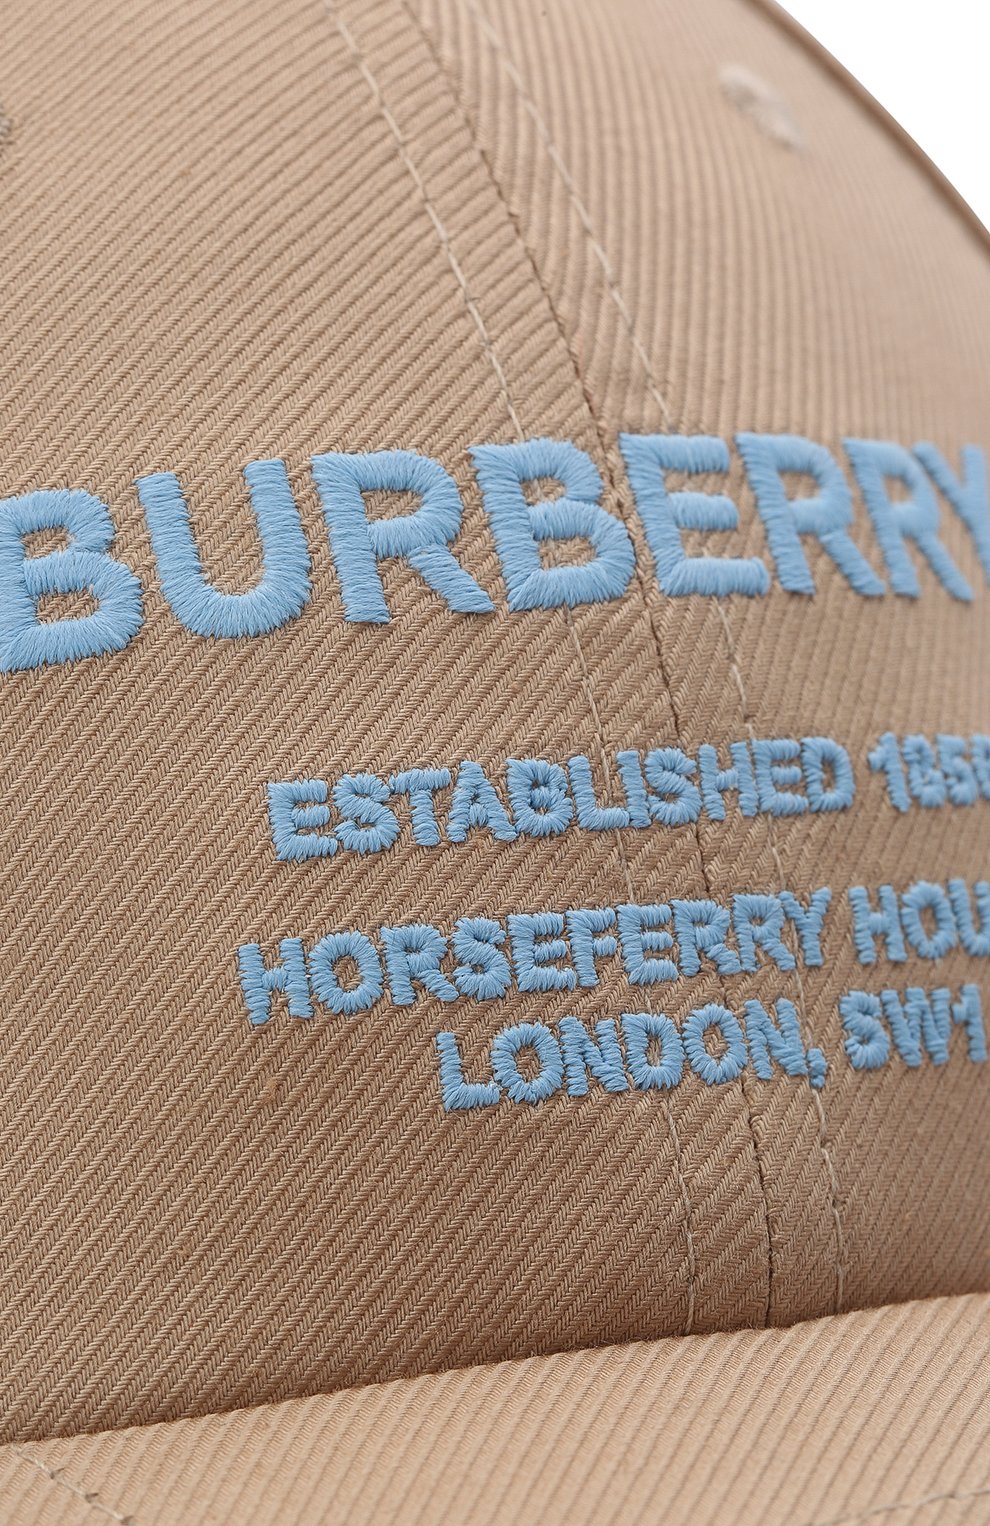 BURBERRY
ESTABLISHED
HORSEFERRY
LONDON, SW1